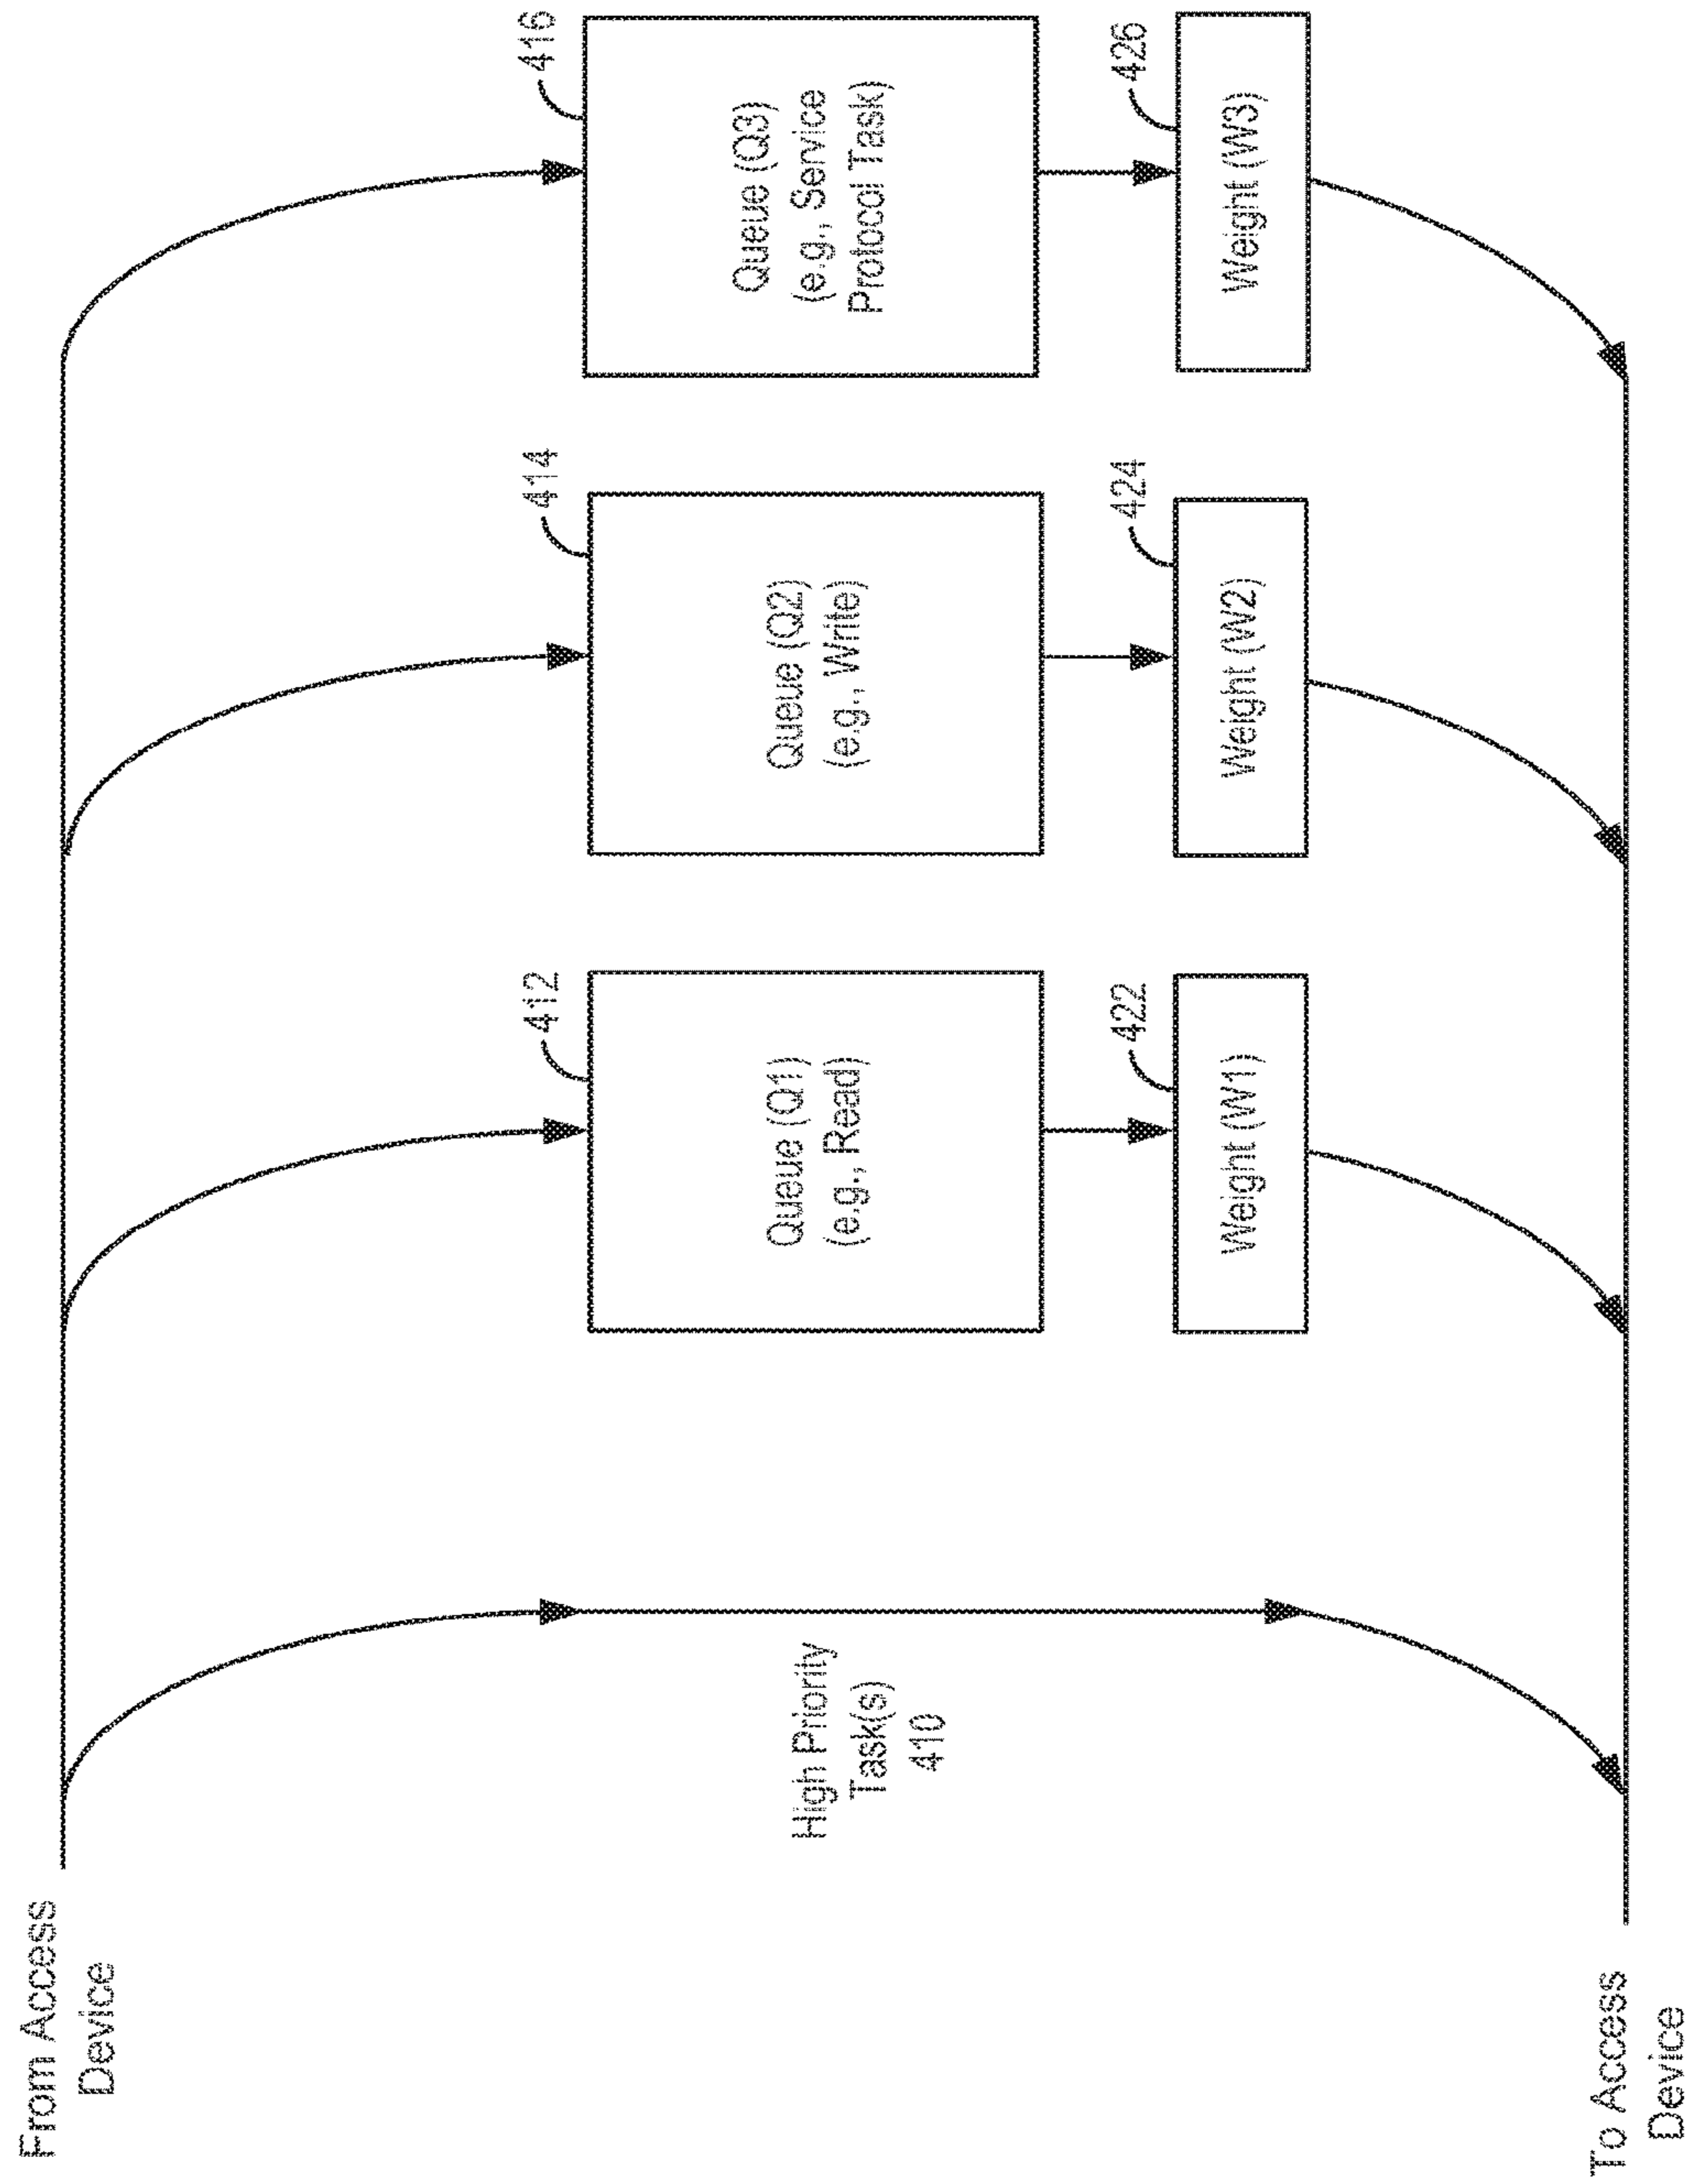 From Access
Device
High Priority
Task(s)
410
412
Queue (Q1)
(e.g., Read)
422
Weight (W1)
414
Queue (Q2)
(e.g., Write)
424
Weight (W2)
416
Queue (Q3)
(e.g., Service
Protocol Task)
426
Weight (W3)
To Access
Device